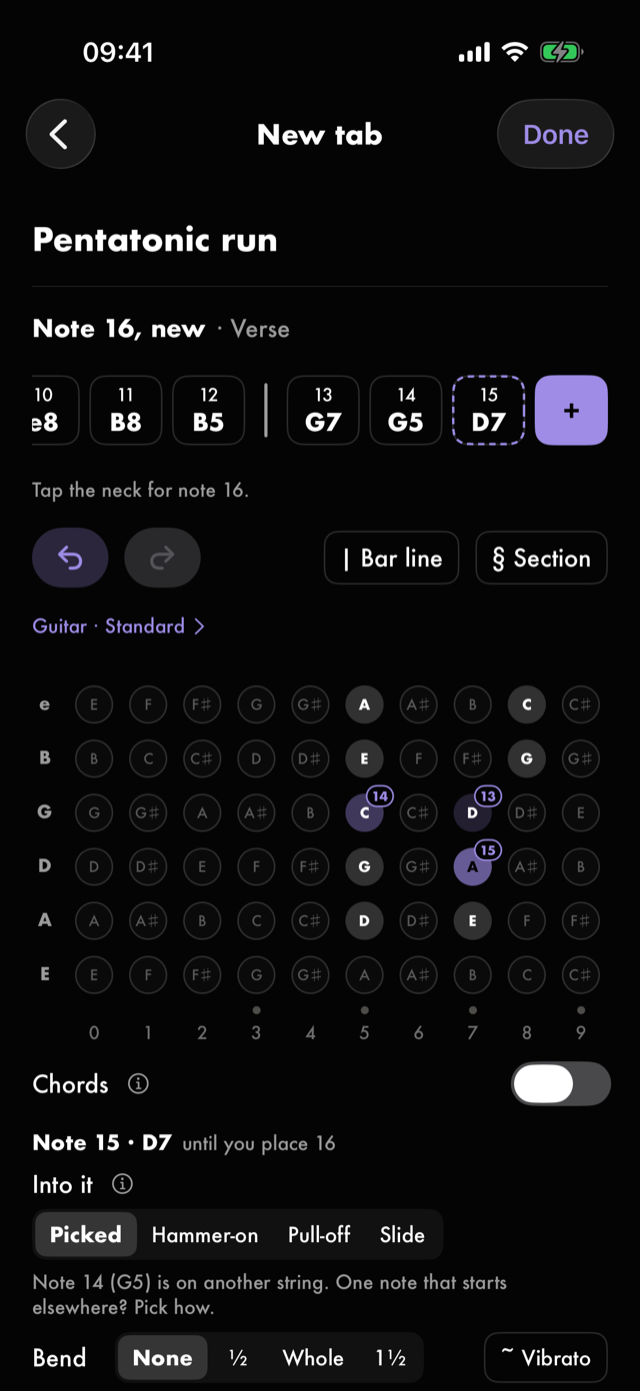 09:41
New tab
Done
Pentatonic run
Note 16, new · Verse
10 11 12 13 14 15
e8 B8 B5 | G7 G5 D7 +
Tap the neck for note 16.
| Bar line
§ Section
Guitar · Standard >
e E F F♯ G G♯ A A♯ B C C♯
B B C C♯ D D♯ E F F♯ G G♯
14 13
G G G♯ A A♯ B C C♯ D D♯ E
15
D D D♯ E F F♯ G G♯ A A♯ B
A A A♯ B C C♯ D D♯ E F F♯
E E F F♯ G G♯ A A♯ B C C♯
0 1 2 3 4 5 6 7 8 9
Chords
Note 15 · D7 until you place 16
Into it
Picked Hammer-on Pull-off Slide
Note 14 (G5) is on another string. One note that starts
elsewhere? Pick how.
Bend None ½ Whole 1½ ~ Vibrato